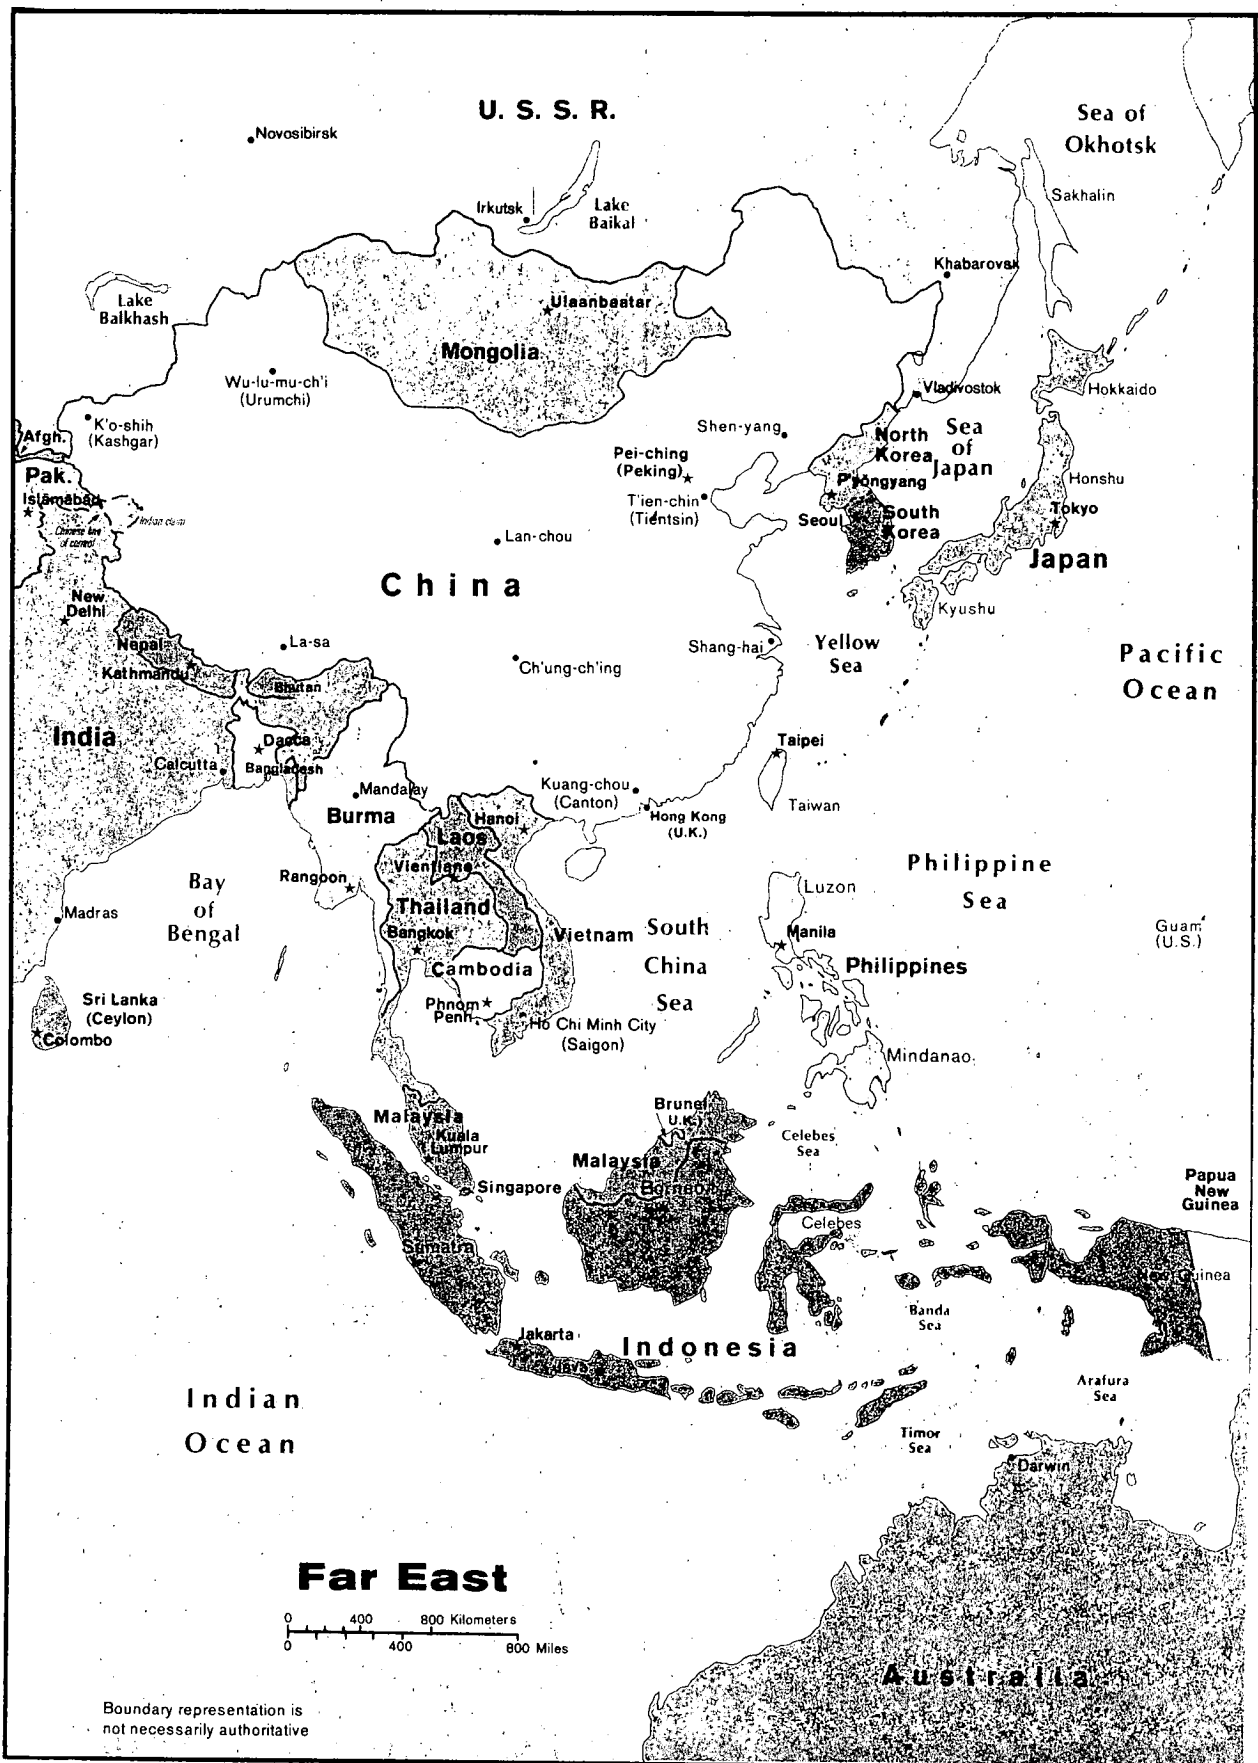 U. S. S. R.
Novosibirsk
Sea of
Okhotsk
Sakhalin
Irkutsk
Lake
Baikal
Khabarovsk
Lake
Balkhash
Ulaanbaatar
Mongolia
Wu-lu-mu-ch'i
(Urumchi)
Vladivostok
Hokkaido
K'o-shih
(Kashgar)
Afgh.
Shen-yang
North
Korea
Sea
of
Japan
Pei-ching
(Peking)
Pak.
Islāmābād
P'yŏngyang
Honshu
T'ien-chin
(Tientsin)
Seoul
South
Korea
Tokyo
Indian claim
Chinese line
of control
Lan-chou
Japan
China
New
Delhi
Kyushu
Nepal
Kathmandu
La-sa
Shang-hai
Yellow
Sea
Pacific
Ocean
Ch'ung-ch'ing
Bhutan
India
Dacca
Bangladesh
Calcutta
Taipei
Taiwan
Mandalay
Burma
Kuang-chou
(Canton)
Hong Kong
(U.K.)
Hanoi
Laos
Vientiane
Rangoon
Thailand
Bangkok
Bay
of
Bengal
Madras
Philippine
Sea
Luzon
Manila
Guam
(U.S.)
Vietnam
South
China
Sea
Philippines
Cambodia
Phnom
Penh
Ho Chi Minh City
(Saigon)
Sri Lanka
(Ceylon)
Colombo
Mindanao
Malaysia
Kuala
Lumpur
Brunei
U.K.)
Celebes
Sea
Malaysia
Borneo
Singapore
Papua
New
Guinea
Celebes
Sumatra
New Guinea
Banda
Sea
Jakarta
Indonesia
Java
Indian
Ocean
Arafura
Sea
Timor
Sea
Darwin
Far East
0 400 800 Kilometers
0 400 800 Miles
Australia
Boundary representation is
not necessarily authoritative